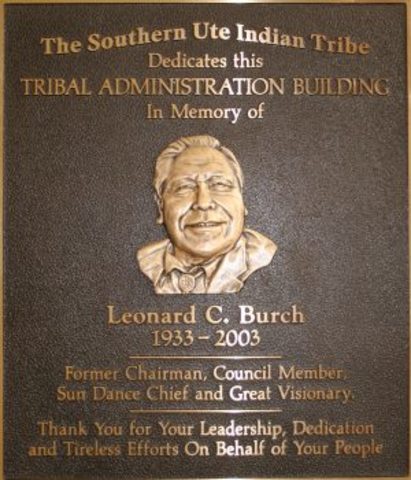 The Southern Ute Indian Tribe
Dedicates this
TRIBAL ADMINISTRATION BUILDING
In Memory of
Leonard C. Burch
1933 – 2003
Former Chairman, Council Member,
Sun Dance Chief and Great Visionary.
Thank You for Your Leadership, Dedication
and Tireless Efforts On Behalf of Your People